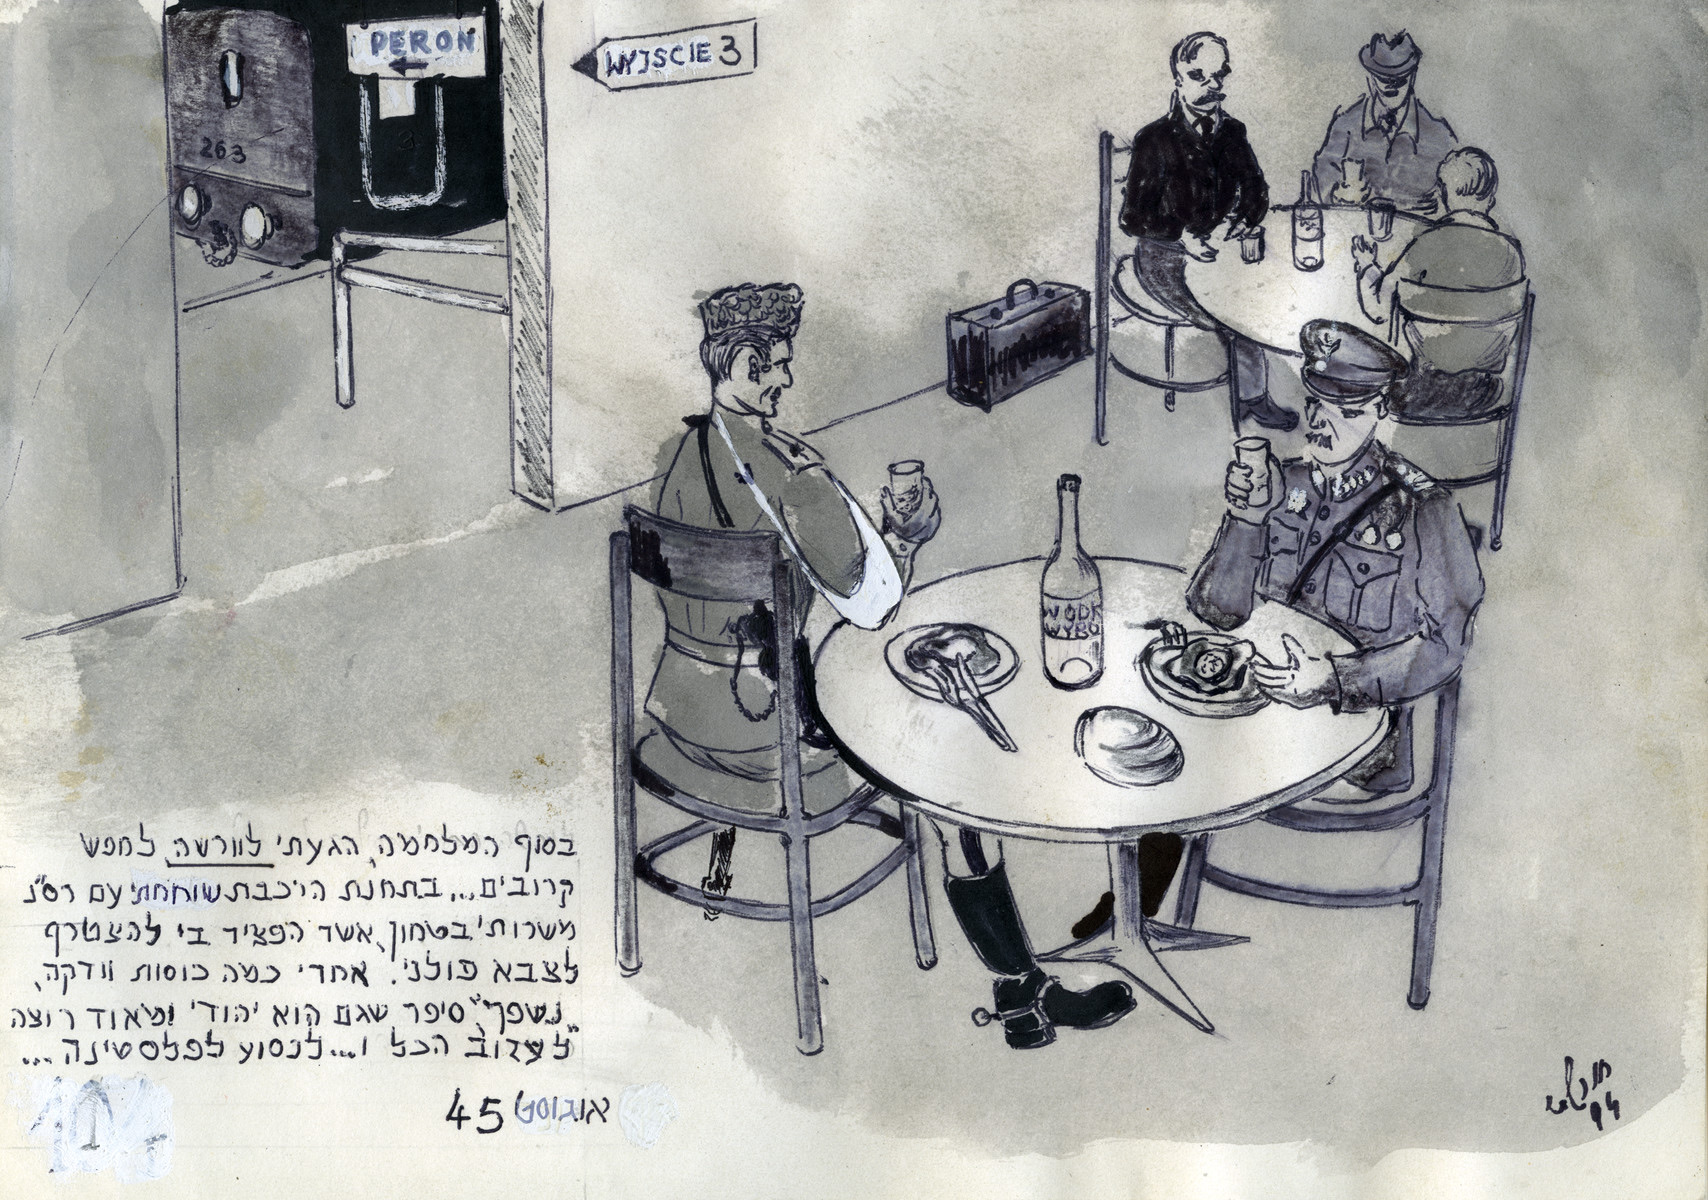 PERON
WYJSCIE 3
263
WODK
WYBO
בסוף המלחמה, הגעתי לוורשה, לחפש
קרובים... בתחנת הרכבת שוחחתי עם רס"נ
משרותי בטחון, אשר הפציר בי להצטרף
לצבא פולני. אחרי כמה כוסות וודקה,
"נשפך" סיפר שגם הוא יהודי ומאוד רוצה
"לעזוב הכל ו... לנסוע לפלסטינה...
אוגוסט 45
94